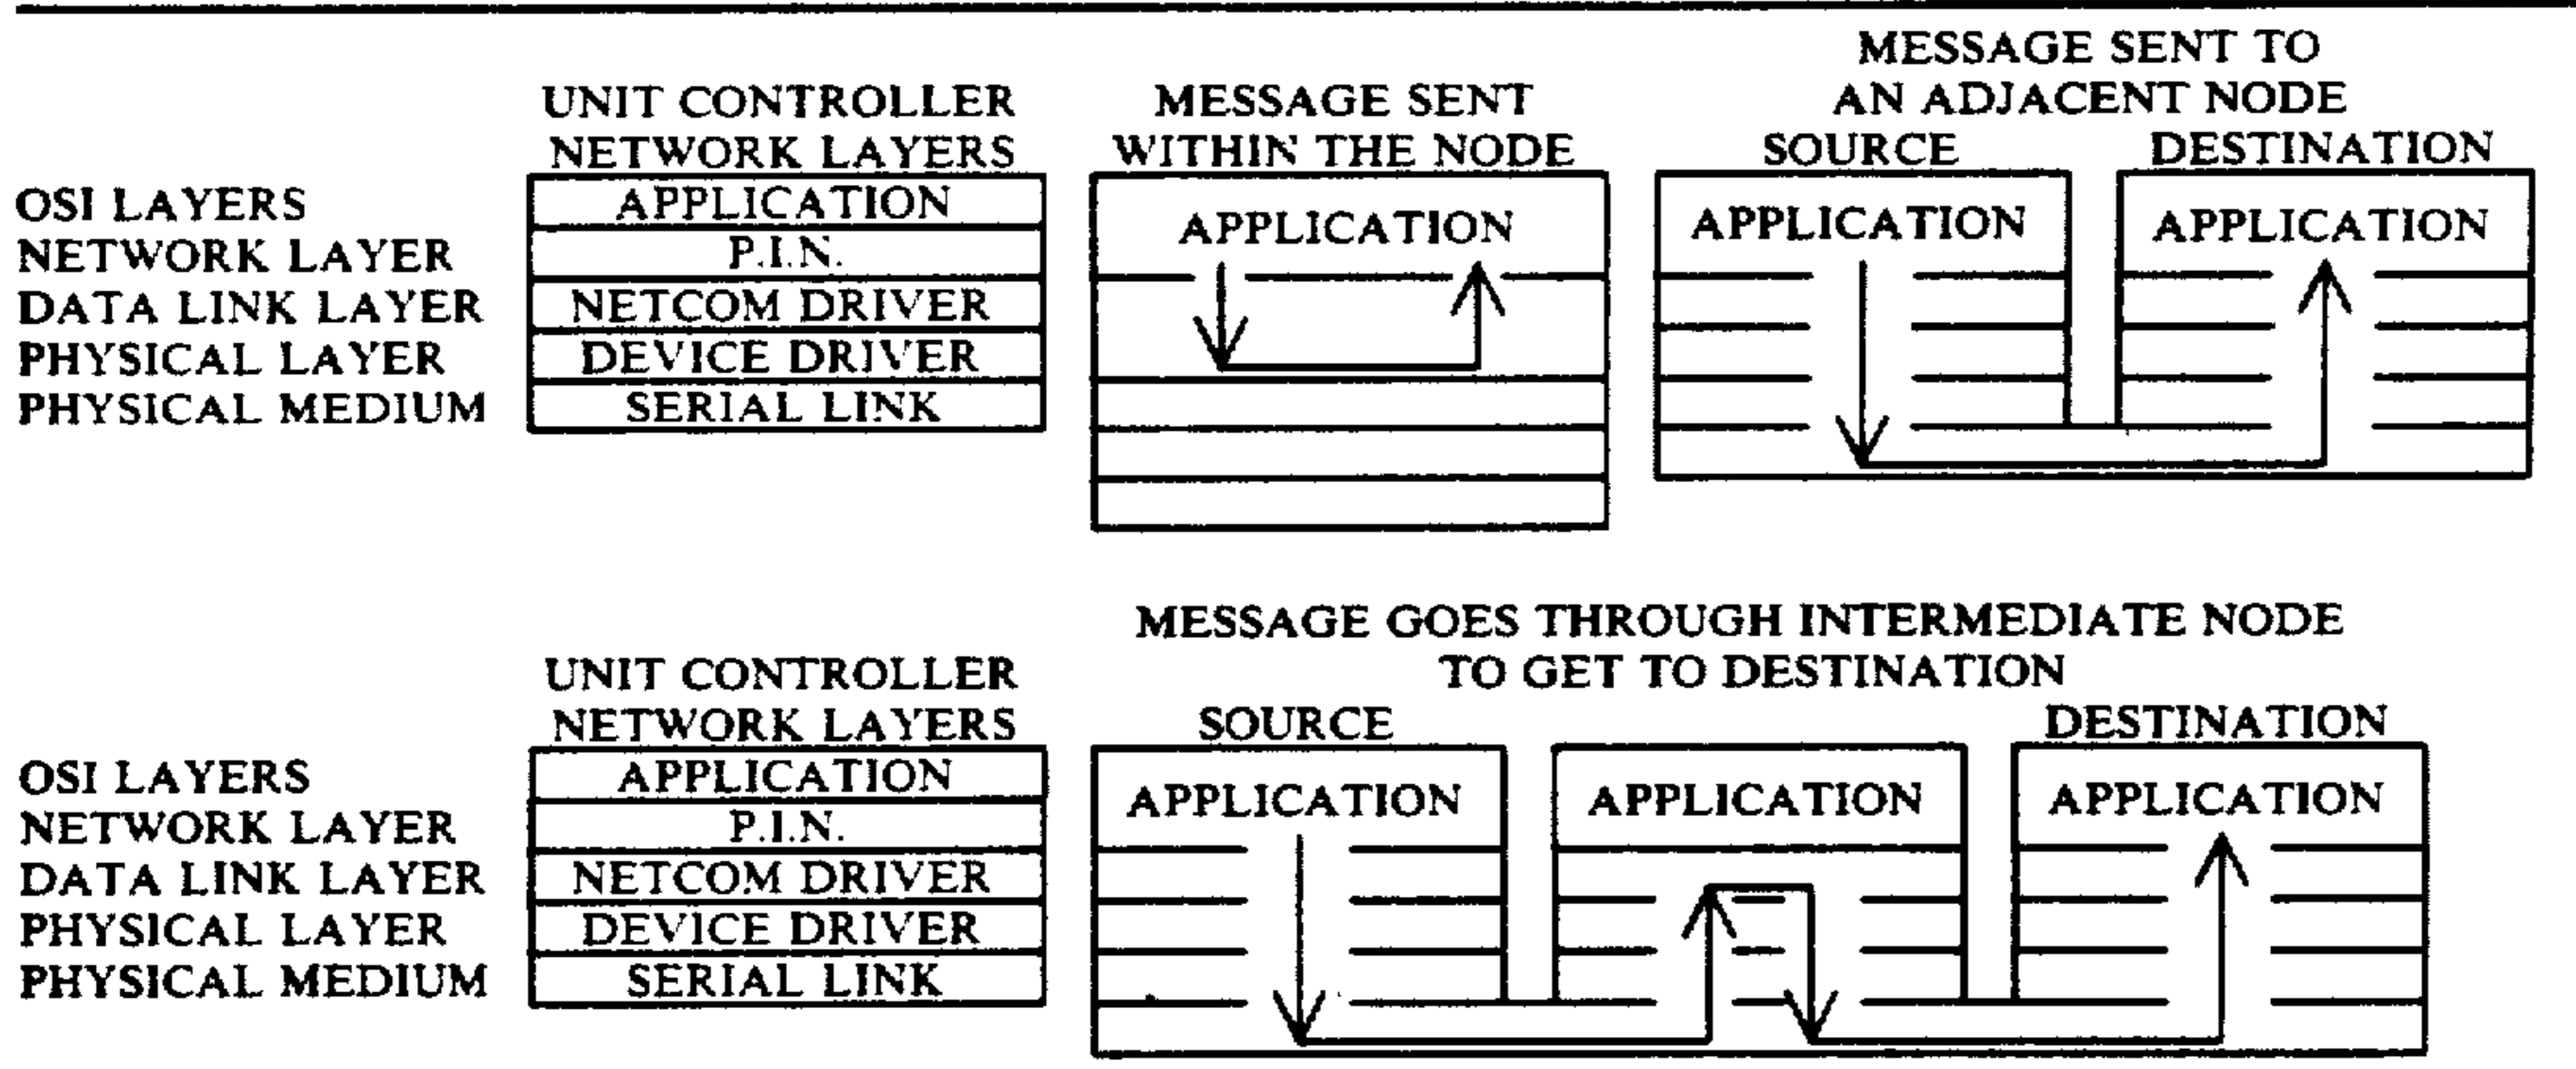 UNIT CONTROLLER
NETWORK LAYERS
OSI LAYERS
NETWORK LAYER
DATA LINK LAYER
PHYSICAL LAYER
PHYSICAL MEDIUM
APPLICATION
P.I.N.
NETCOM DRIVER
DEVICE DRIVER
SERIAL LINK
MESSAGE SENT
WITHIN THE NODE
APPLICATION
MESSAGE SENT TO
AN ADJACENT NODE
SOURCE
DESTINATION
APPLICATION
APPLICATION
UNIT CONTROLLER
NETWORK LAYERS
OSI LAYERS
NETWORK LAYER
DATA LINK LAYER
PHYSICAL LAYER
PHYSICAL MEDIUM
APPLICATION
P.I.N.
NETCOM DRIVER
DEVICE DRIVER
SERIAL LINK
MESSAGE GOES THROUGH INTERMEDIATE NODE
TO GET TO DESTINATION
SOURCE
DESTINATION
APPLICATION
APPLICATION
APPLICATION